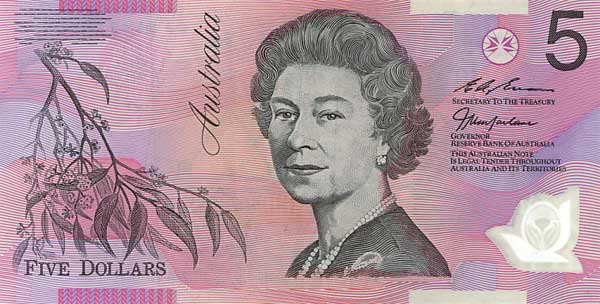 Australia
5
SECRETARY TO THE TREASURY
GOVERNOR
RESERVE BANK OF AUSTRALIA
THIS AUSTRALIAN NOTE
IS LEGAL TENDER THROUGHOUT
AUSTRALIA AND ITS TERRITORIES
FIVE DOLLARS